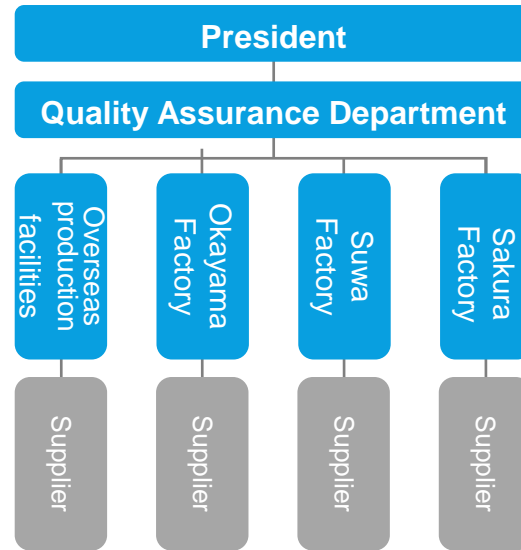 President
Quality Assurance Department
Overseas
production
facilities
Okayama
Factory
Suwa
Factory
Sakura
Factory
Supplier
Supplier
Supplier
Supplier